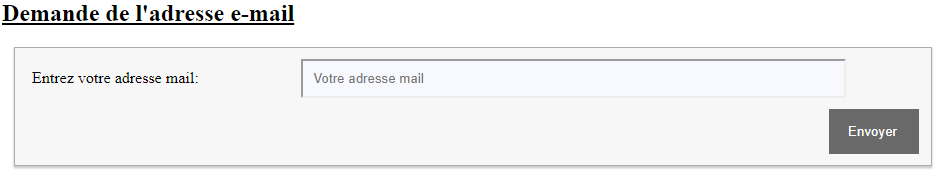 Demande de l'adresse e-mail
Entrez votre adresse mail:
Votre adresse mail
Envoyer